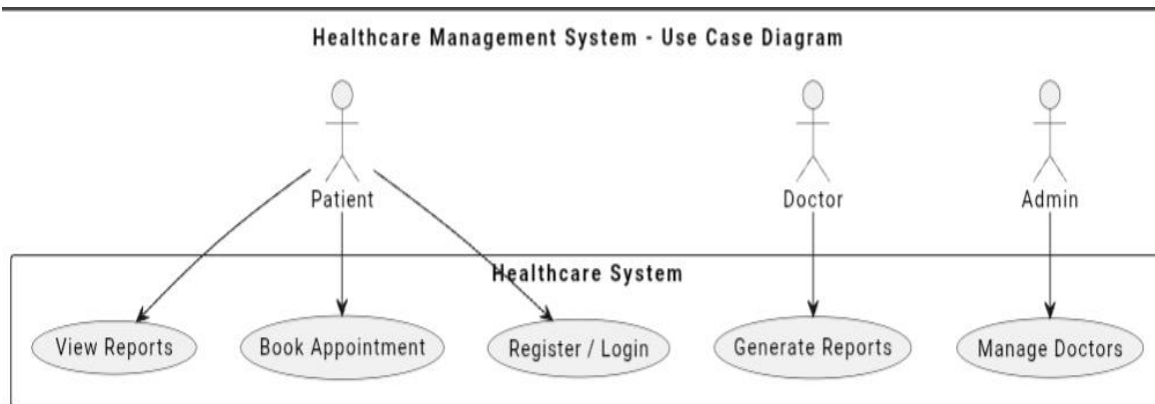 Healthcare Management System - Use Case Diagram
Patient
Doctor
Admin
Healthcare System
View Reports
Book Appointment
Register / Login
Generate Reports
Manage Doctors